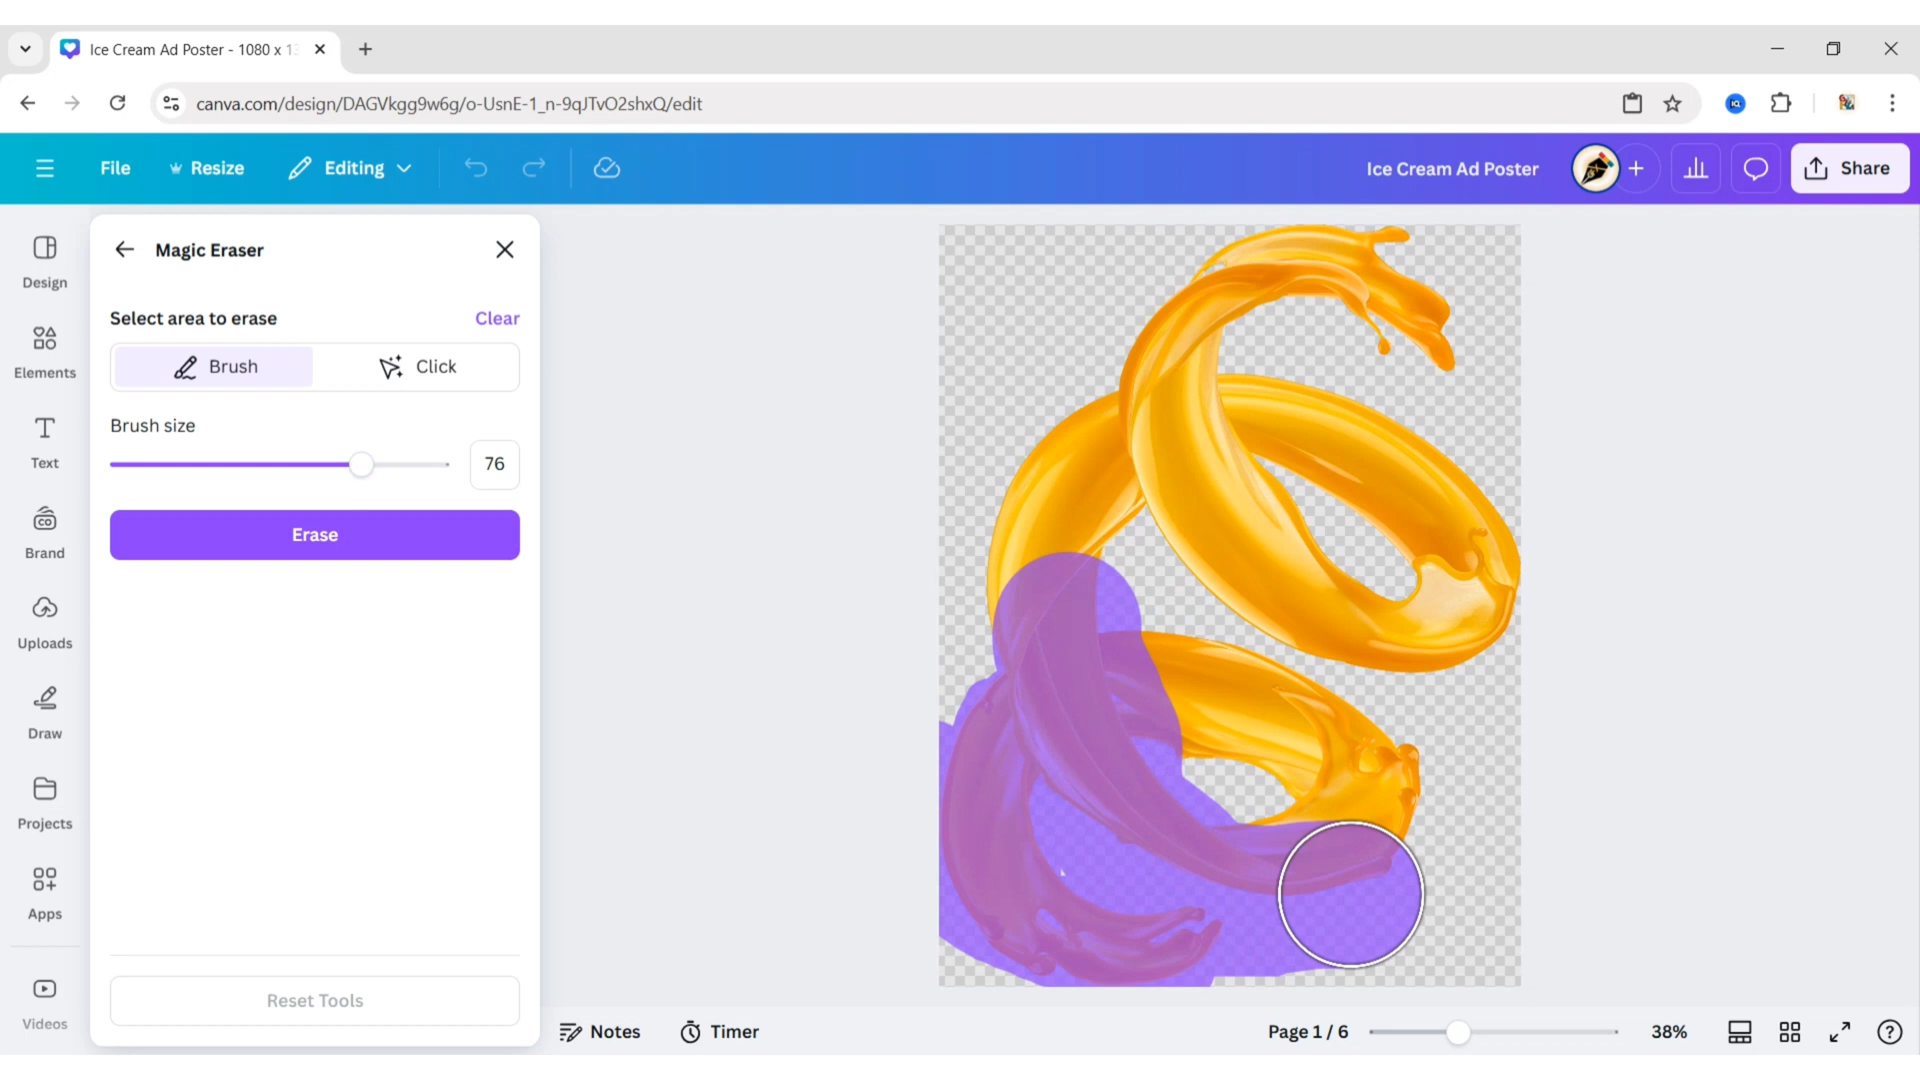 Ice Cream Ad Poster - 1080 x 13
canva.com/design/DAGVkgg9w6g/o-UsnE-1_n-9qJTvO2shxQ/edit
File
Resize
Editing
Ice Cream Ad Poster
Share
Design
Elements
Text
Brand
Uploads
Draw
Projects
Apps
Videos
Magic Eraser
Select area to erase
Clear
Brush
Click
Brush size
76
Erase
Reset Tools
Notes
Timer
Page 1 / 6
38%